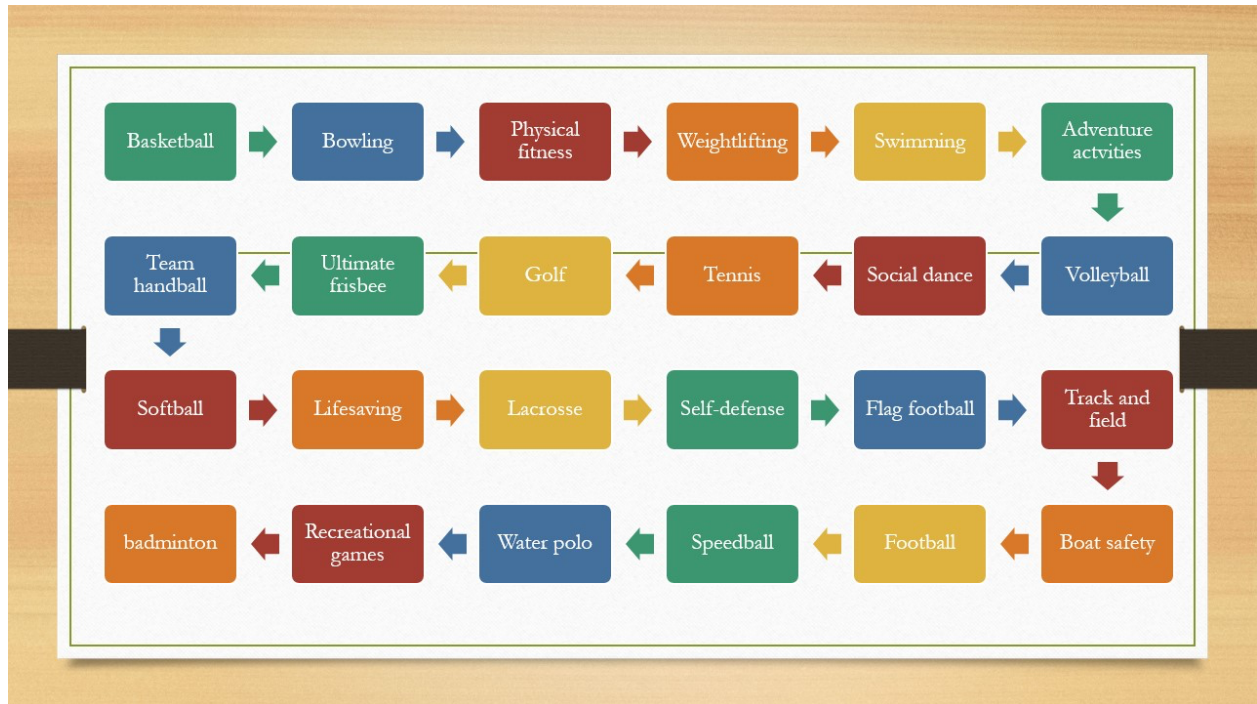 Basketball
Bowling
Physical
fitness
Weightlifting
Swimming
Adventure
actvities
Volleyball
Social dance
Tennis
Golf
Ultimate
frisbee
Team
handball
Softball
Lifesaving
Lacrosse
Self-defense
Flag football
Track and
field
Boat safety
Football
Speedball
Water polo
Recreational
games
badminton